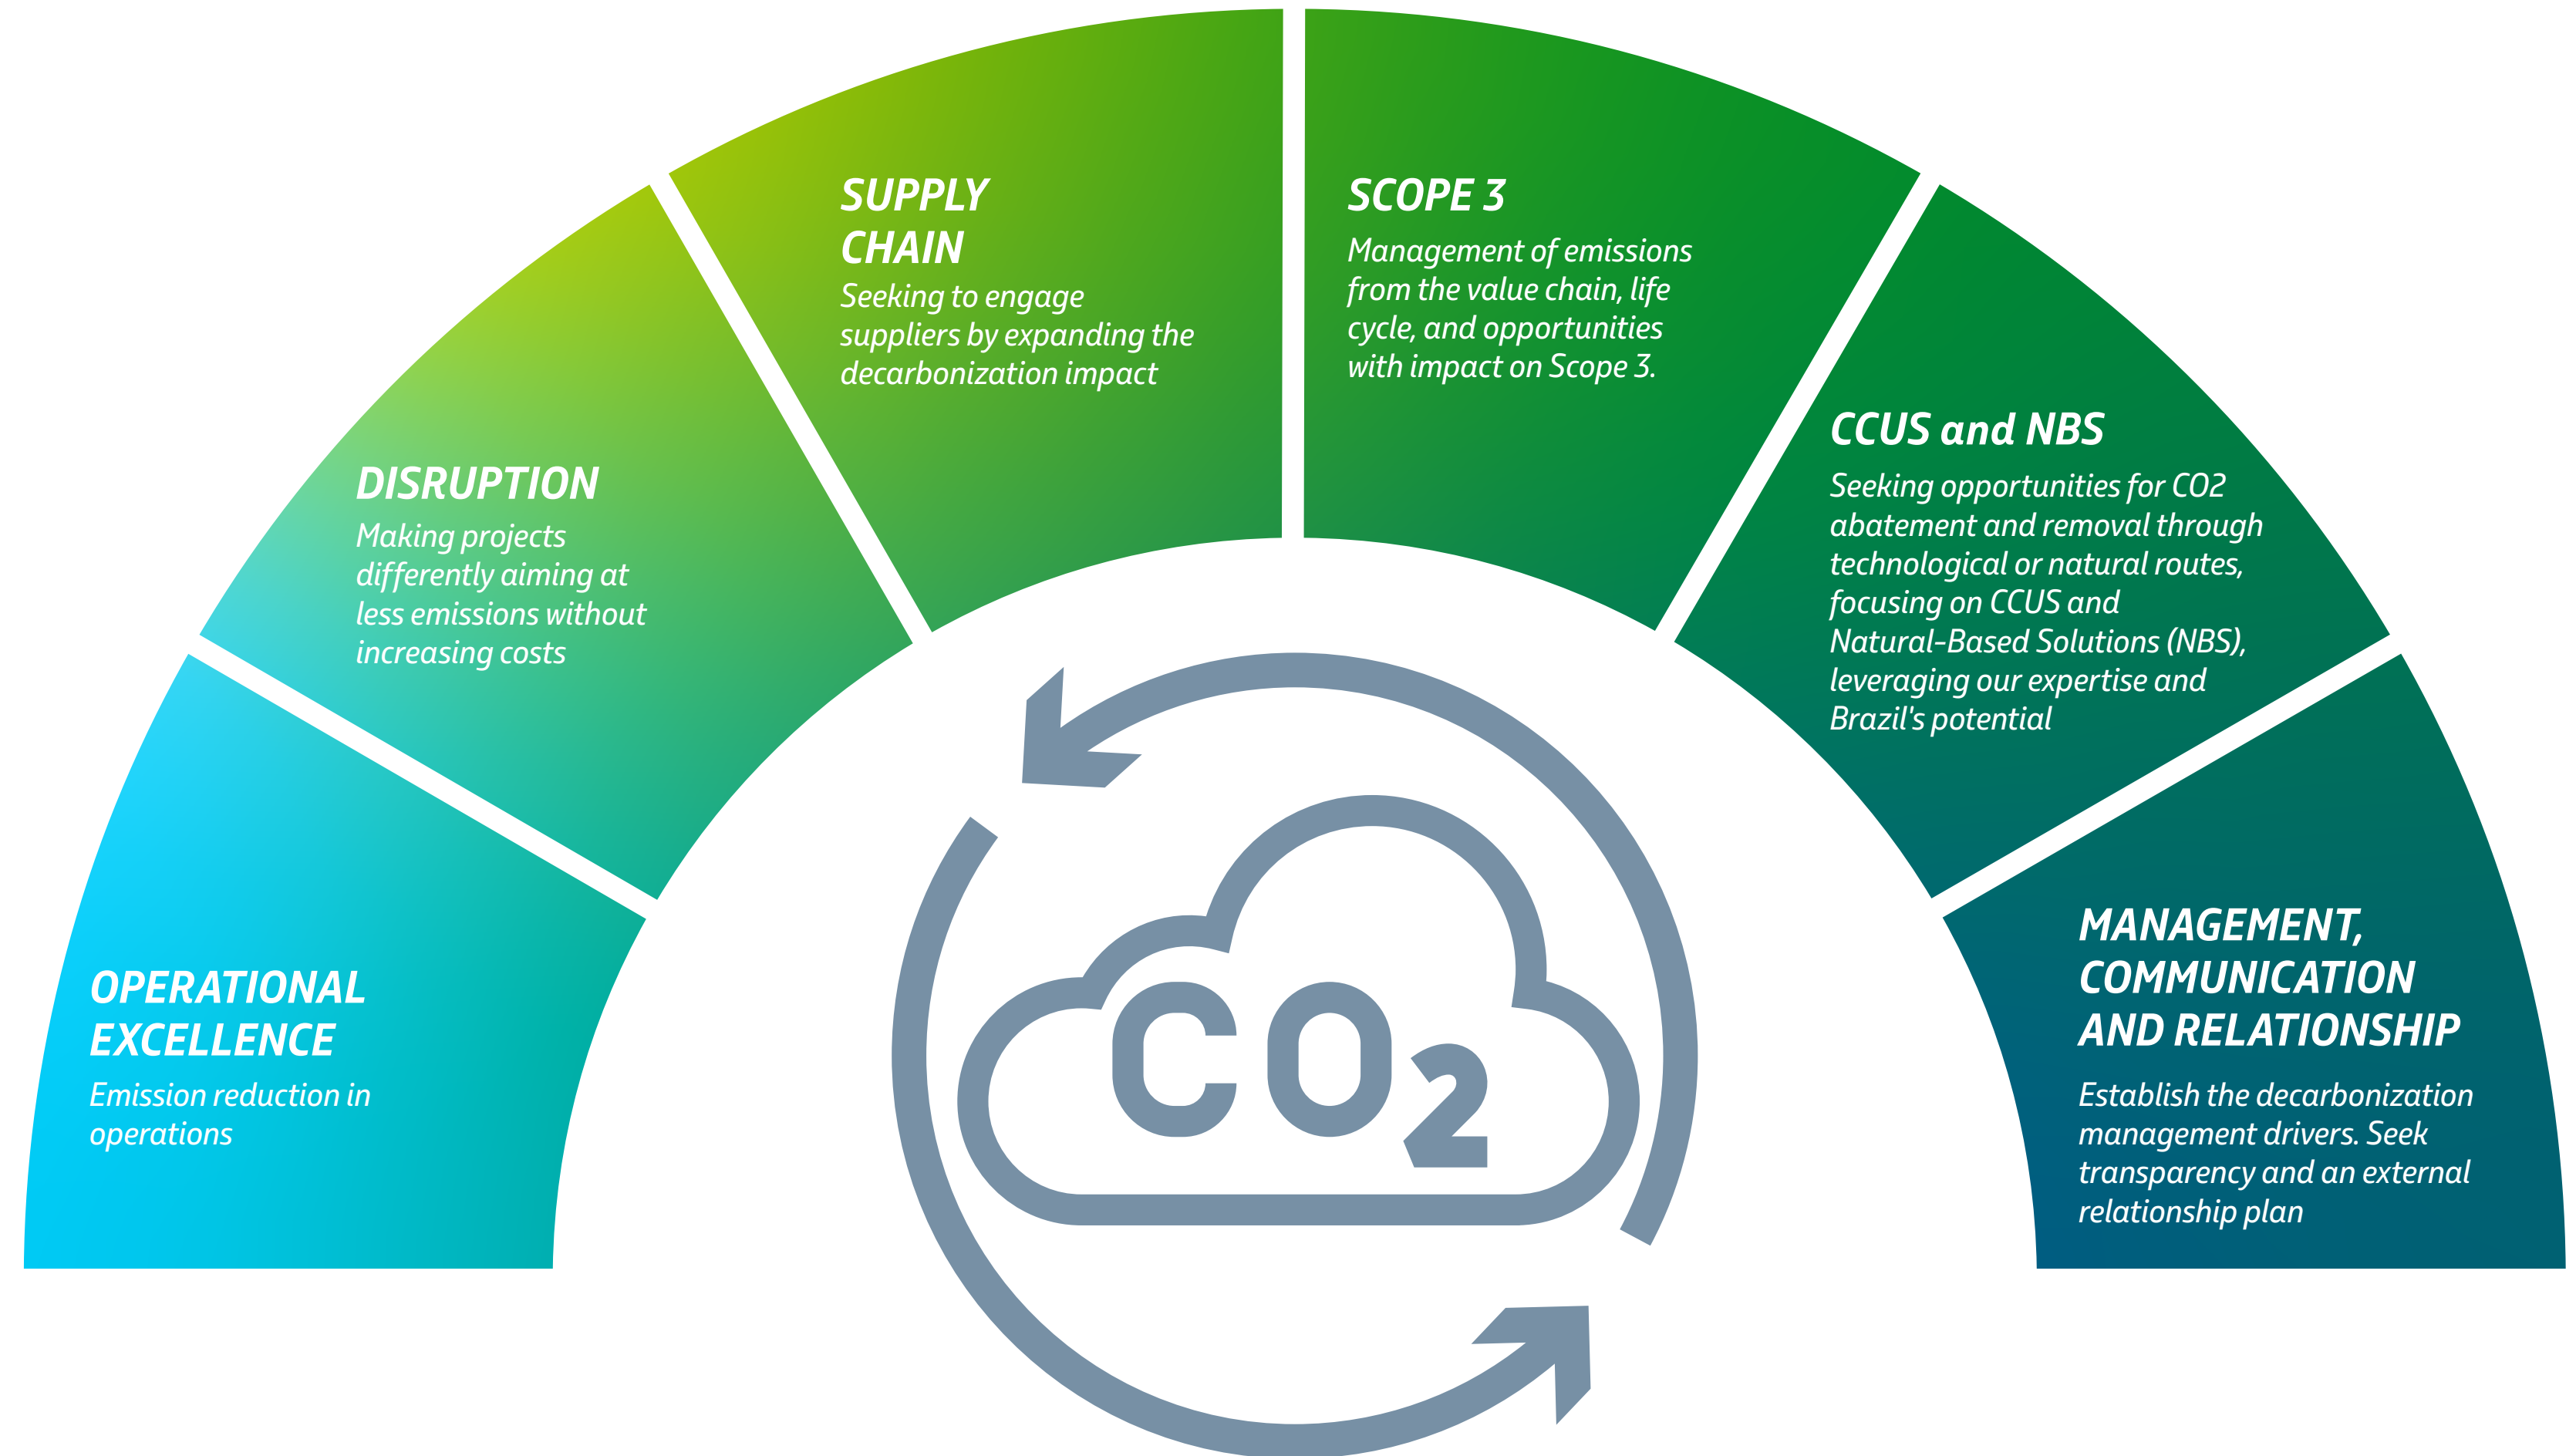 OPERATIONAL
EXCELLENCE
Emission reduction in
operations
DISRUPTION
Making projects
differently aiming at
less emissions without
increasing costs
SUPPLY
CHAIN
Seeking to engage
suppliers by expanding the
decarbonization impact
SCOPE 3
Management of emissions
from the value chain, life
cycle, and opportunities
with impact on Scope 3.
CCUS and NBS
Seeking opportunities for CO2
abatement and removal through
technological or natural routes,
focusing on CCUS and
Natural-Based Solutions (NBS),
leveraging our expertise and
Brazil's potential
MANAGEMENT,
COMMUNICATION
AND RELATIONSHIP
Establish the decarbonization
management drivers. Seek
transparency and an external
relationship plan
CO2